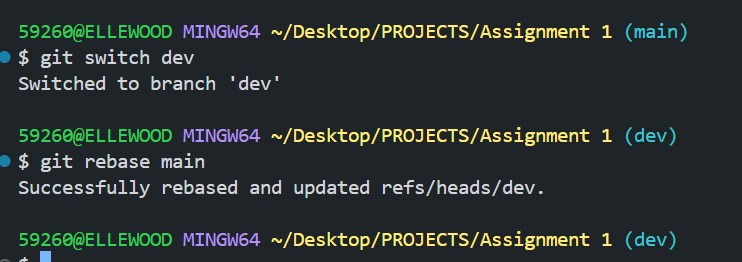 59260@ELLEWOOD MINGW64 ~/Desktop/PROJECTS/Assignment 1 (main)
$ git switch dev
Switched to branch 'dev'
59260@ELLEWOOD MINGW64 ~/Desktop/PROJECTS/Assignment 1 (dev)
$ git rebase main
Successfully rebased and updated refs/heads/dev.
59260@ELLEWOOD MINGW64 ~/Desktop/PROJECTS/Assignment 1 (dev)
$